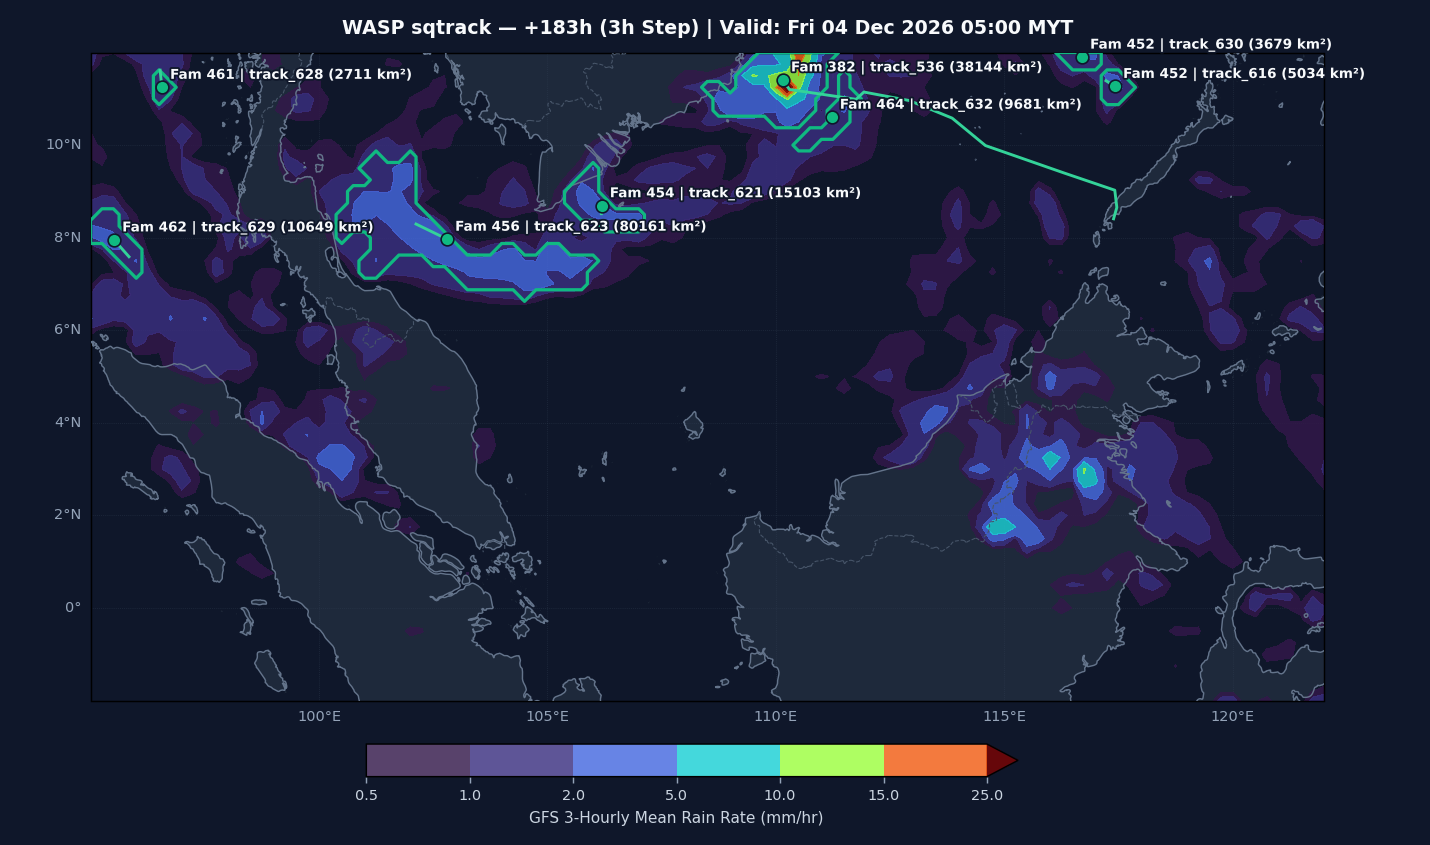 WASP sqtrack — +183h (3h Step) | Valid: Fri 04 Dec 2026 05:00 MYT
Fam 452 | track_630 (3679 km²)
Fam 461 | track_628 (2711 km²)
Fam 382 | track_536 (38144 km²)
Fam 452 | track_616 (5034 km²)
Fam 464 | track_632 (9681 km²)
Fam 454 | track_621 (15103 km²)
Fam 462 | track_629 (10649 km²)
Fam 456 | track_623 (80161 km²)
10°N
8°N
6°N
4°N
2°N
0°
100°E
105°E
110°E
115°E
120°E
0.5
1.0
2.0
5.0
10.0
15.0
25.0
GFS 3-Hourly Mean Rain Rate (mm/hr)